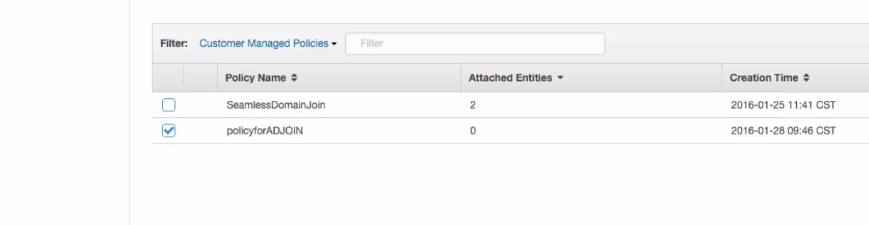 Filter: Customer Managed Policies Filter
Policy Name Attached Entities Creation Time
SeamlessDomainJoin 2 2016-01-25 11:41 CST
policyforADJOIN 0 2016-01-28 09:46 CST